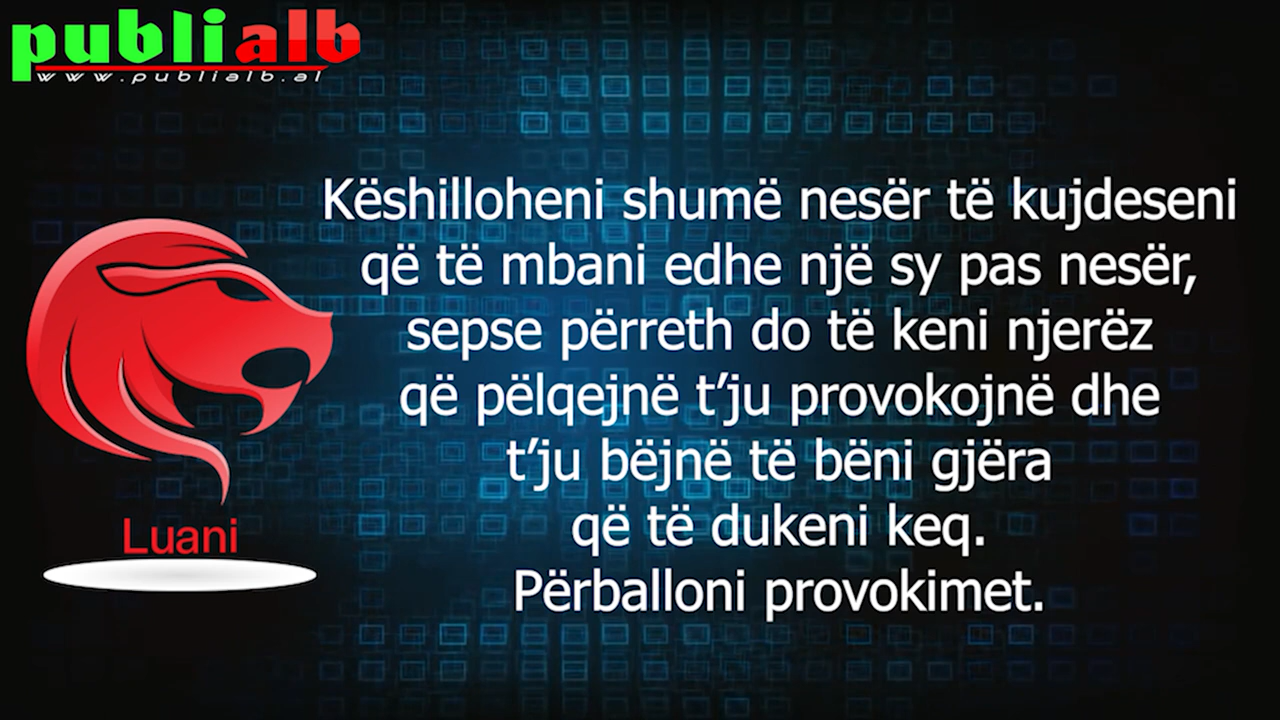 publialb
www.publialb.al
Këshilloheni shumë nesër të kujdeseni
që të mbani edhe një sy pas nesër,
sepse përreth do të keni njerëz
që pëlqejnë t’ju provokojnë dhe
t’ju bëjnë të bëni gjëra
që të dukeni keq.
Përballoni provokimet.
Luani